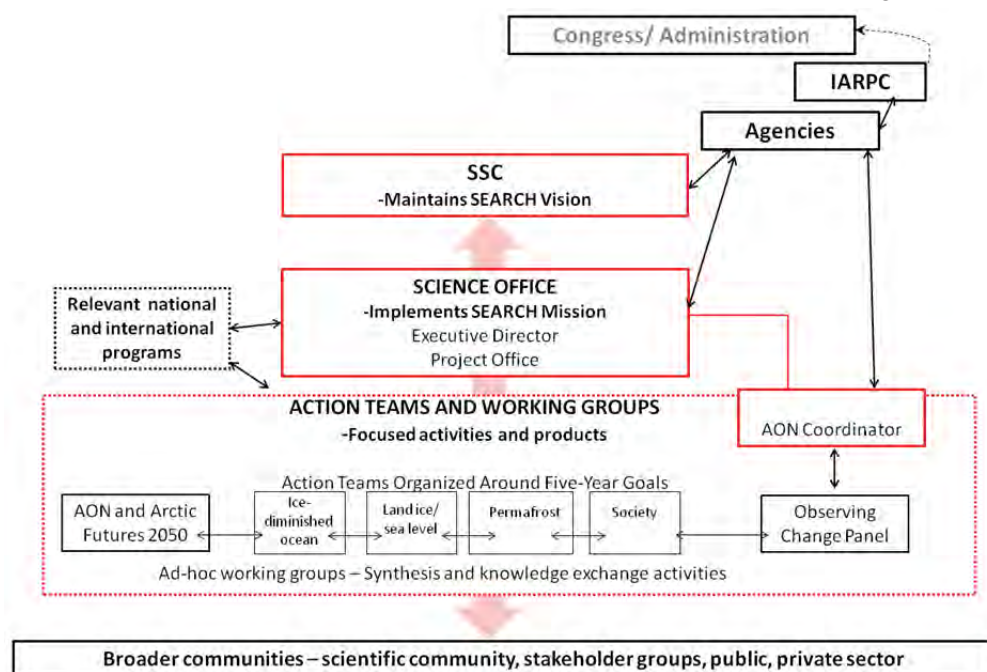 Congress/ Administration
IARPC
Agencies
SSC
-Maintains SEARCH Vision
SCIENCE OFFICE
-Implements SEARCH Mission
Executive Director
Project Office
Relevant national
and international
programs
ACTION TEAMS AND WORKING GROUPS
-Focused activities and products
AON Coordinator
Action Teams Organized Around Five-Year Goals
AON and Arctic
Futures 2050
Ice-
diminished
ocean
Land ice/
sea level
Permafrost
Society
Observing
Change Panel
Ad-hoc working groups – Synthesis and knowledge exchange activities
Broader communities – scientific community, stakeholder groups, public, private sector